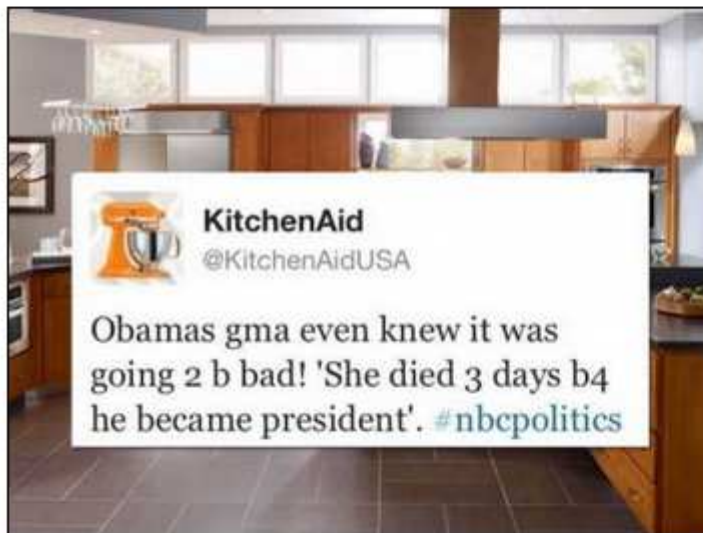 KitchenAid
@KitchenAidUSA
Obamas gma even knew it was
going 2 b bad! 'She died 3 days b4
he became president'. #nbcpolitics